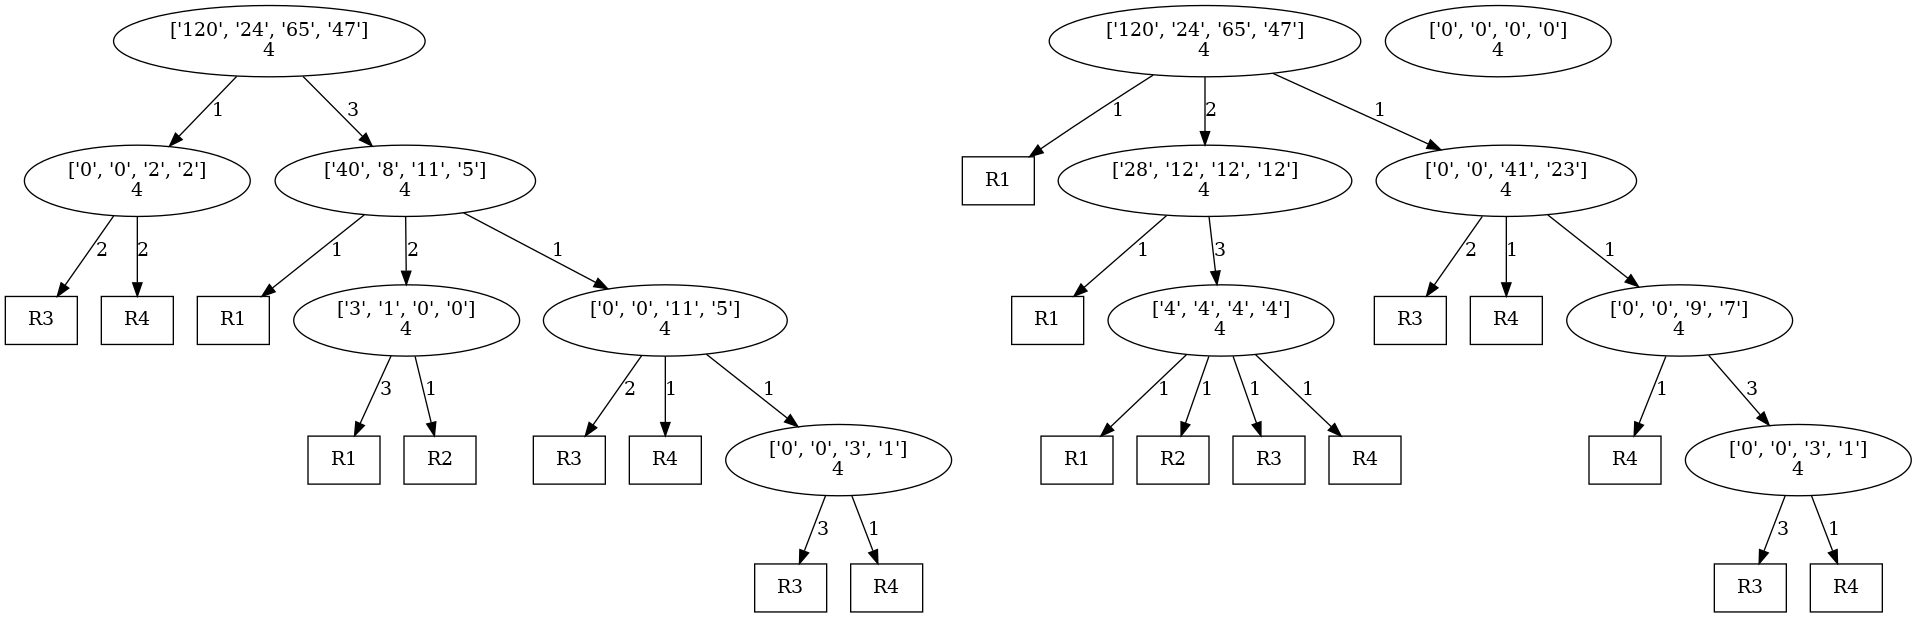 ['120', '24', '65', '47']
4
['120', '24', '65', '47']
4
['0', '0', '0', '0']
4
1
3
1
2
1
['0', '0', '2', '2']
4
['40', '8', '11', '5']
4
R1
['28', '12', '12', '12']
4
['0', '0', '41', '23']
4
2
2
1
2
1
1
3
2
1
1
R3
R4
R1
['3', '1', '0', '0']
4
['0', '0', '11', '5']
4
R1
['4', '4', '4', '4']
4
R3
R4
['0', '0', '9', '7']
4
3
1
2
1
1
1
1
1
1
1
3
R1
R2
R3
R4
['0', '0', '3', '1']
4
R1
R2
R3
R4
R4
['0', '0', '3', '1']
4
3
1
3
1
R3
R4
R3
R4